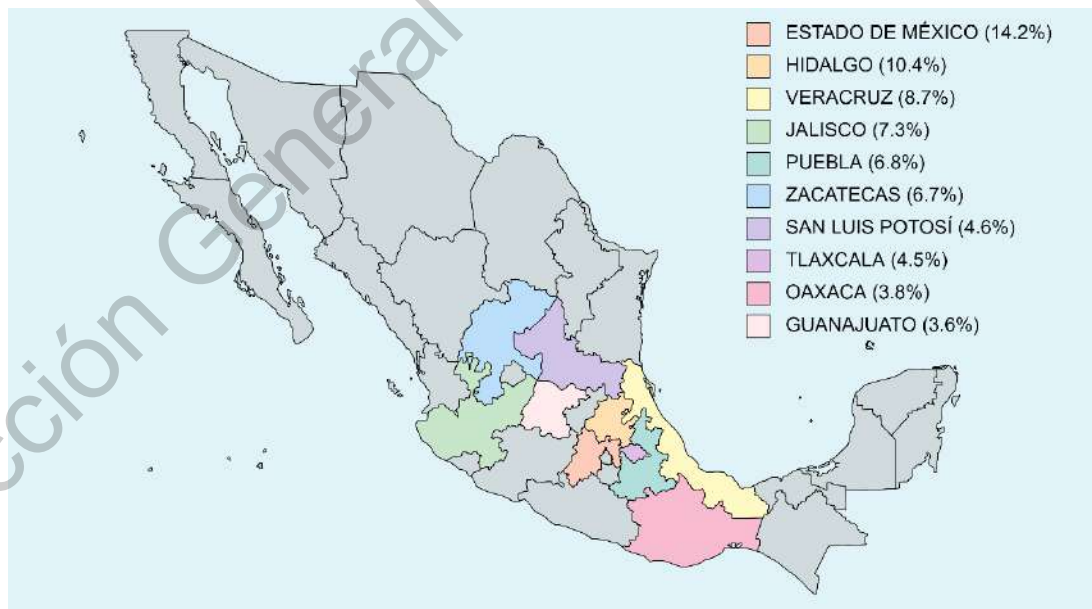 cción General
ESTADO DE MÉXICO (14.2%)
HIDALGO (10.4%)
VERACRUZ (8.7%)
JALISCO (7.3%)
PUEBLA (6.8%)
ZACATECAS (6.7%)
SAN LUIS POTOSÍ (4.6%)
TLAXCALA (4.5%)
OAXACA (3.8%)
GUANAJUATO (3.6%)